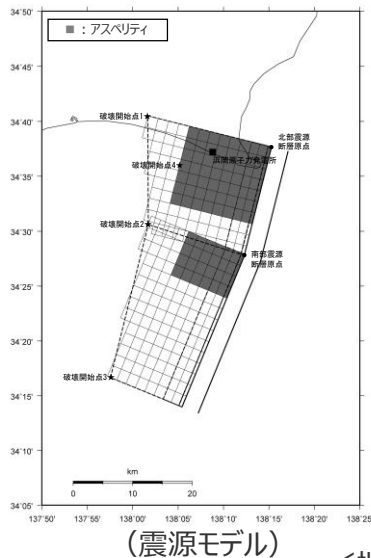 34˚50'
■ : アスペリティ
34˚45'
破壊開始点1
34˚40'
北部震源
断層原点
浜岡原子力発電所
破壊開始点4
34˚35'
破壊開始点2
34˚30'
南部震源
断層原点
34˚25'
34˚20'
破壊開始点3
34˚15'
34˚10'
km
0 10 20
34˚05'
137˚50' 137˚55' 138˚00' 138˚05' 138˚10' 138˚15' 138˚20' 138˚25'
(震源モデル)